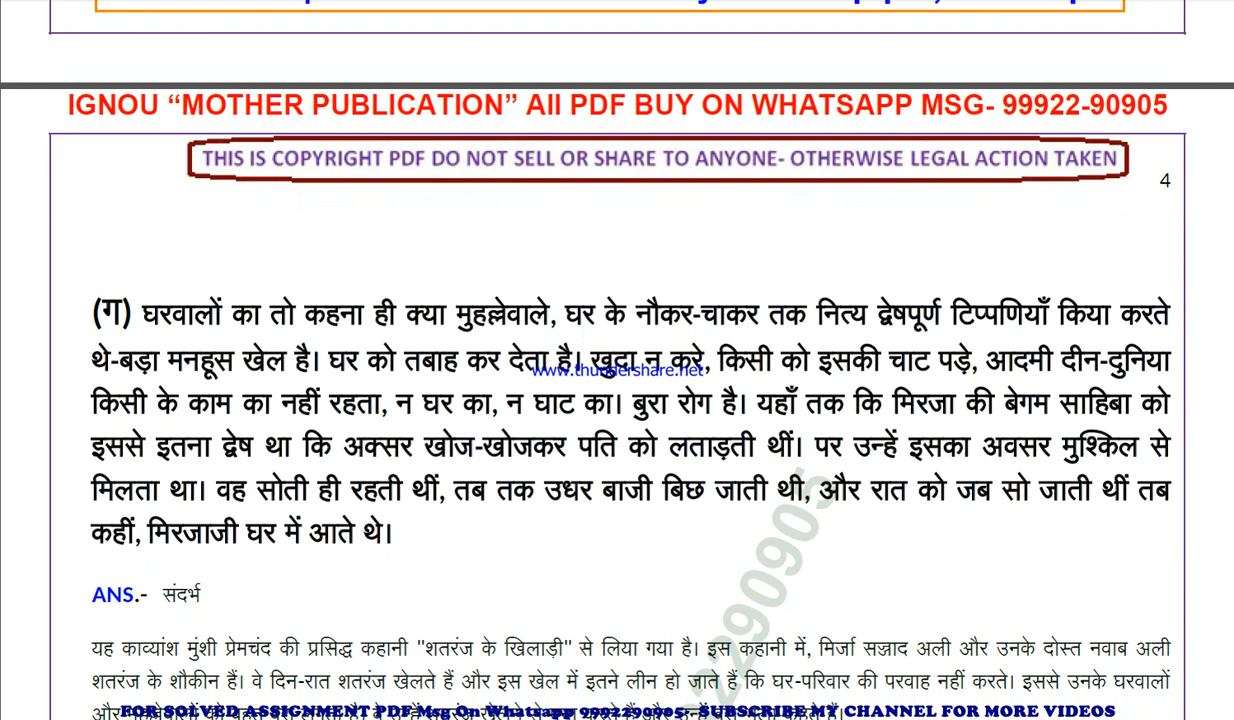 IGNOU “MOTHER PUBLICATION” All PDF BUY ON WHATSAPP MSG- 99922-90905
THIS IS COPYRIGHT PDF DO NOT SELL OR SHARE TO ANYONE- OTHERWISE LEGAL ACTION TAKEN
4
(ग) घरवालों का तो कहना ही क्या मुहल्लेवाले, घर के नौकर-चाकर तक नित्य द्वेषपूर्ण टिप्पणियाँ किया करते
थे-बड़ा मनहूस खेल है। घर को तबाह कर देता है। खुदा न करे, किसी को इसकी चाट पड़े, आदमी दीन-दुनिया
www.thundershare.net
किसी के काम का नहीं रहता, न घर का, न घाट का। बुरा रोग है। यहाँ तक कि मिरजा की बेगम साहिबा को
इससे इतना द्वेष था कि अक्सर खोज-खोजकर पति को लताड़ती थीं। पर उन्हें इसका अवसर मुश्किल से
मिलता था। वह सोती ही रहती थीं, तब तक उधर बाजी बिछ जाती थी, और रात को जब सो जाती थीं तब
कहीं, मिरजाजी घर में आते थे।
ANS.- संदर्भ
यह काव्यांश मुंशी प्रेमचंद की प्रसिद्ध कहानी "शतरंज के खिलाड़ी" से लिया गया है। इस कहानी में, मिर्जा सज्जाद अली और उनके दोस्त नवाब अली
शतरंज के शौकीन हैं। वे दिन-रात शतरंज खेलते हैं और इस खेल में इतने लीन हो जाते हैं कि घर-परिवार की परवाह नहीं करते। इससे उनके घरवालों
FOR SOLVED ASSIGNMENT PDF Msg On Whatsapp 9992290905- SUBSCRIBE MY CHANNEL FOR MORE VIDEOS
2290905